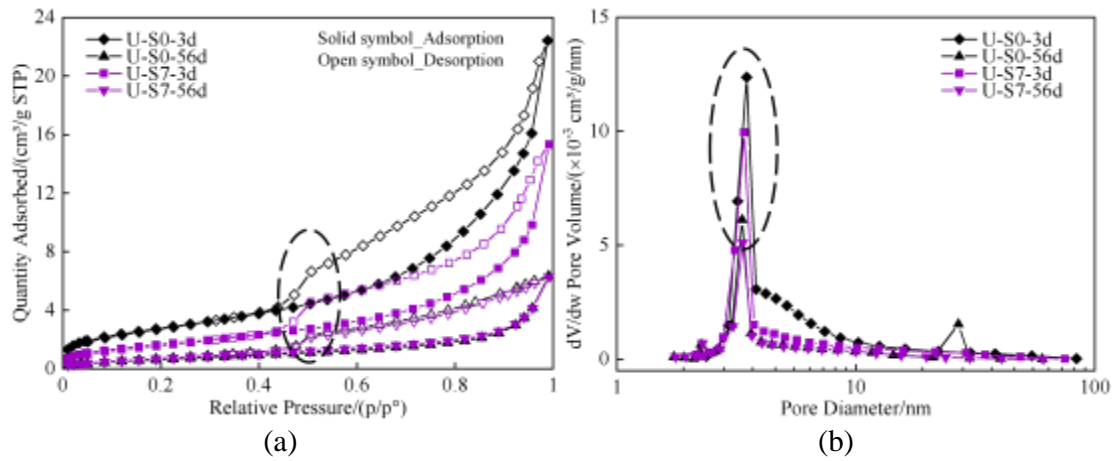 24
20
16
12
8
4
0
Quantity Adsorbed/(cm³/g STP)
U-S0-3d
U-S0-56d
U-S7-3d
U-S7-56d
Solid symbol_Adsorption
Open symbol_Desorption
0 0.2 0.4 0.6 0.8 1
Relative Pressure/(p/p°)
(a)
15
10
5
0
dV/dw Pore Volume/(×10⁻³ cm³/g/nm)
U-S0-3d
U-S0-56d
U-S7-3d
U-S7-56d
1 10 100
Pore Diameter/nm
(b)